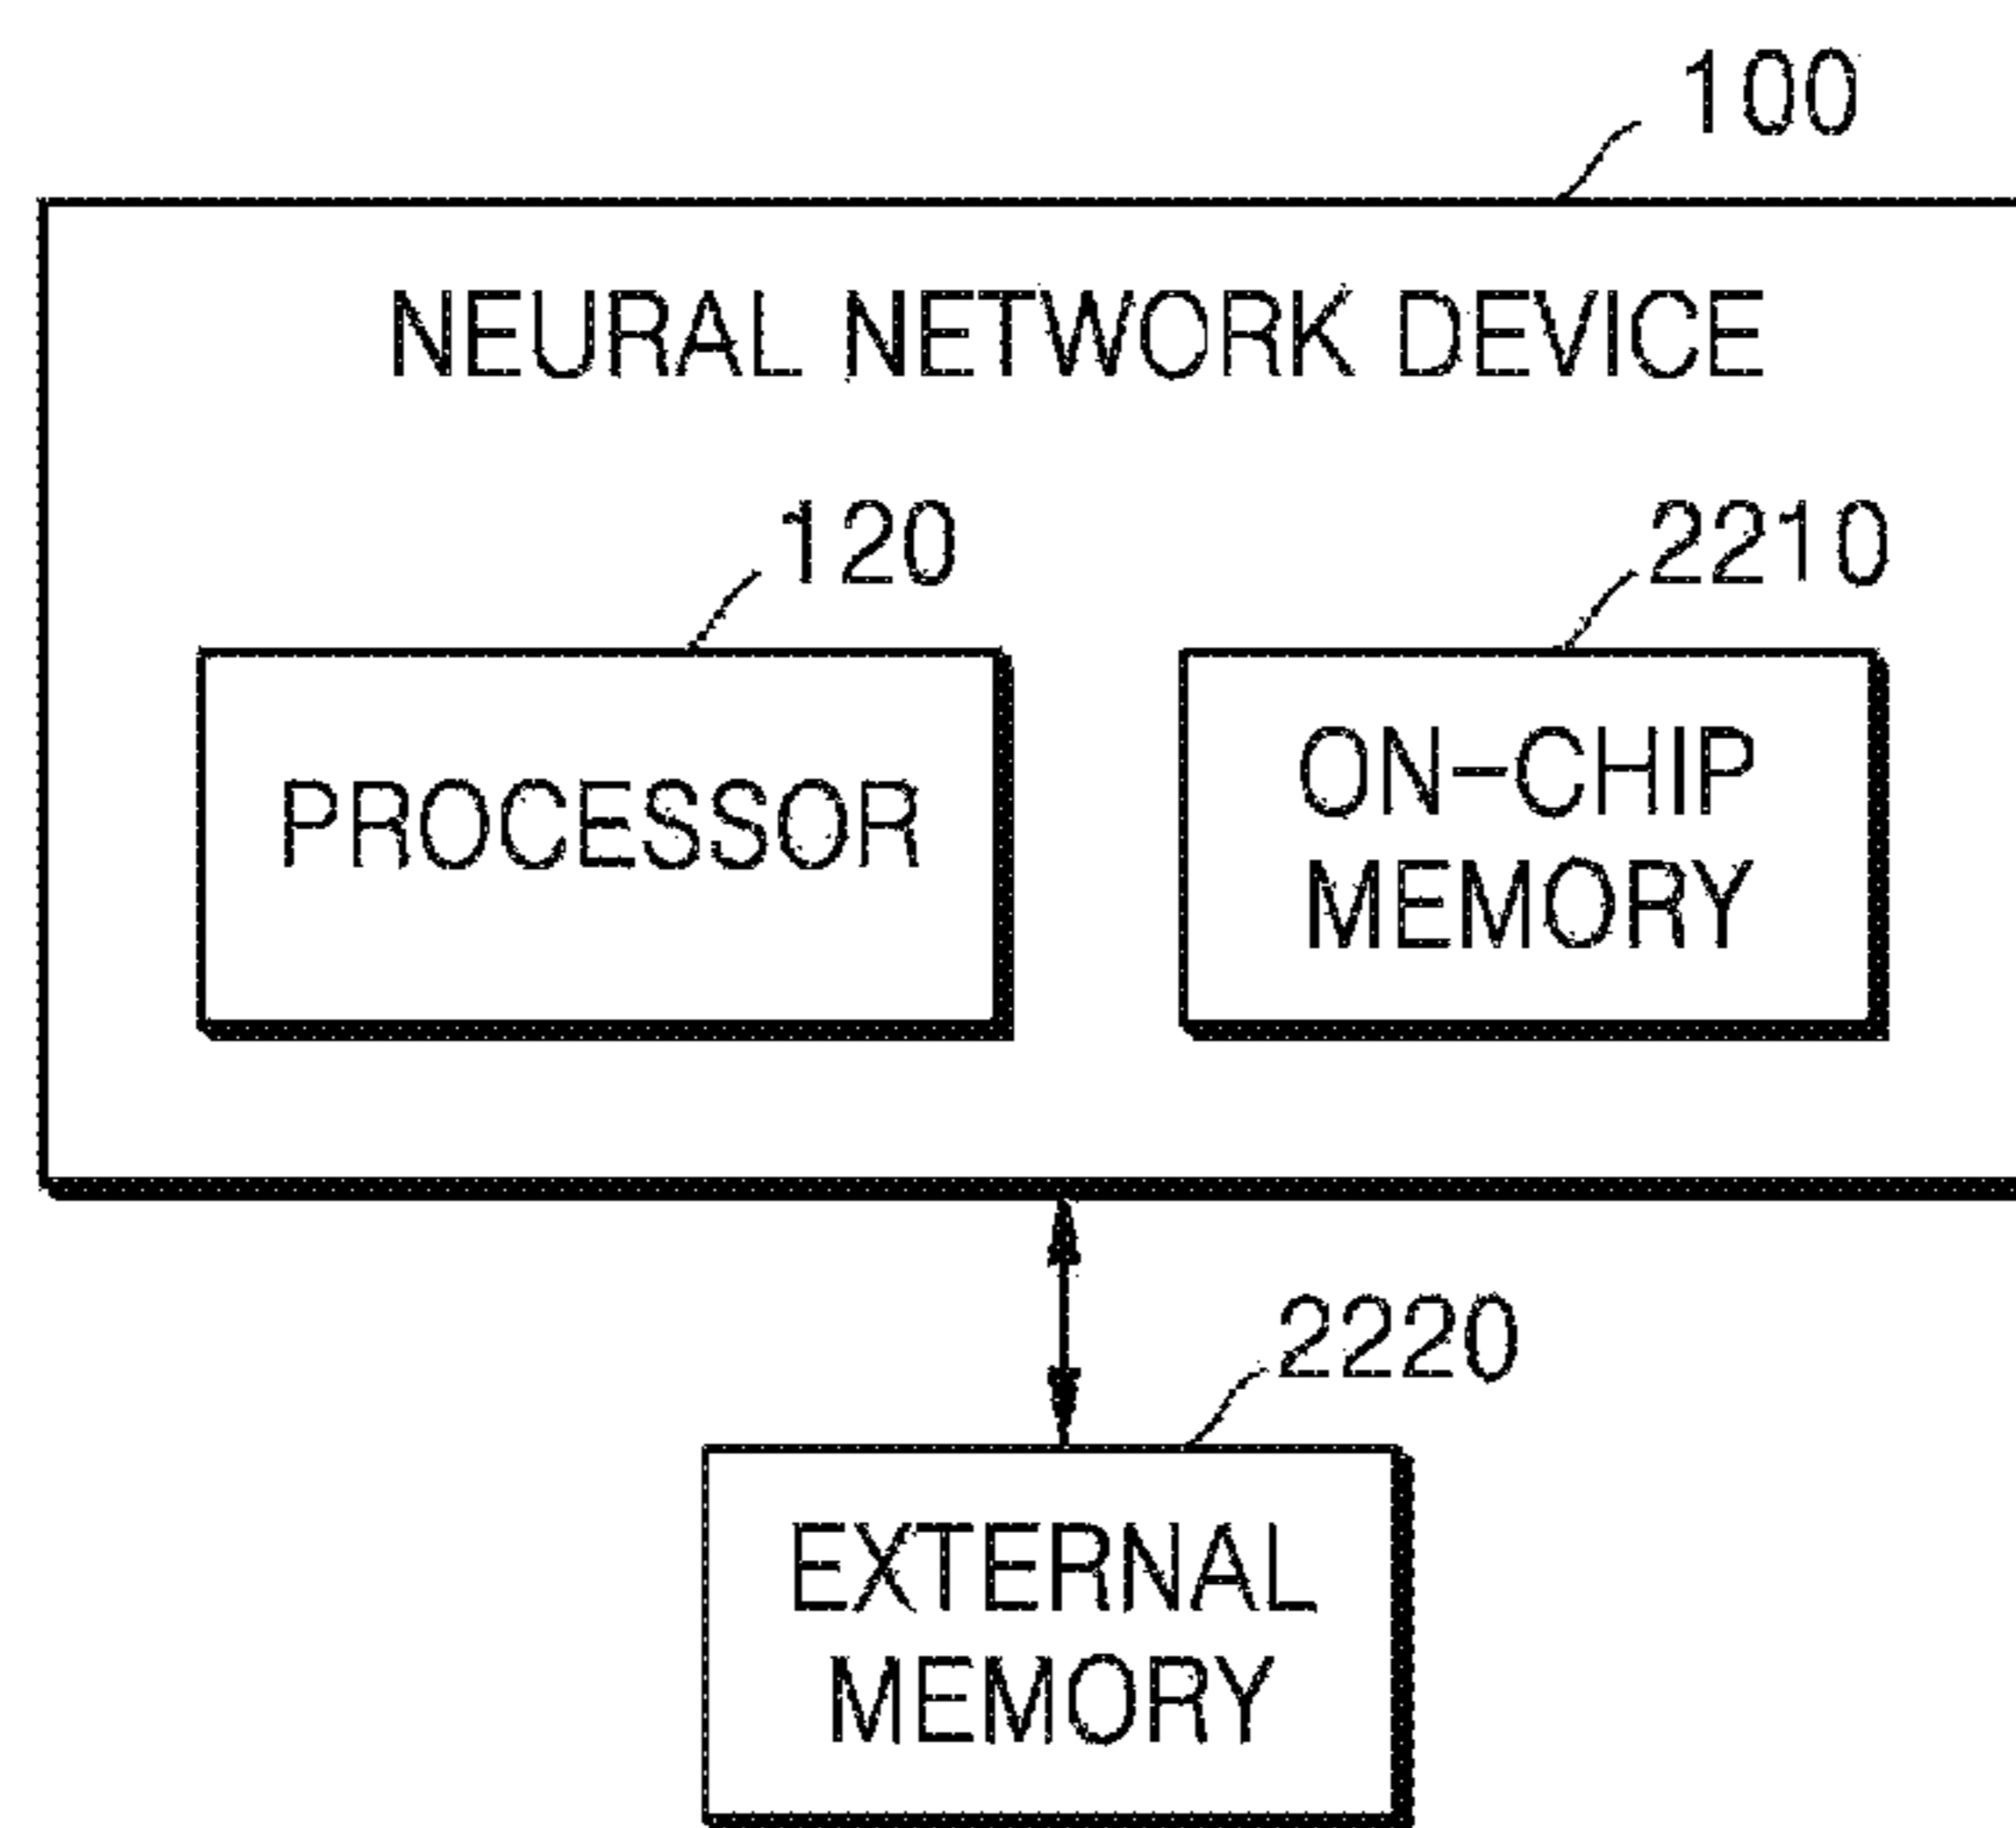 100
NEURAL NETWORK DEVICE
120
2210
PROCESSOR
ON-CHIP
MEMORY
2220
EXTERNAL
MEMORY